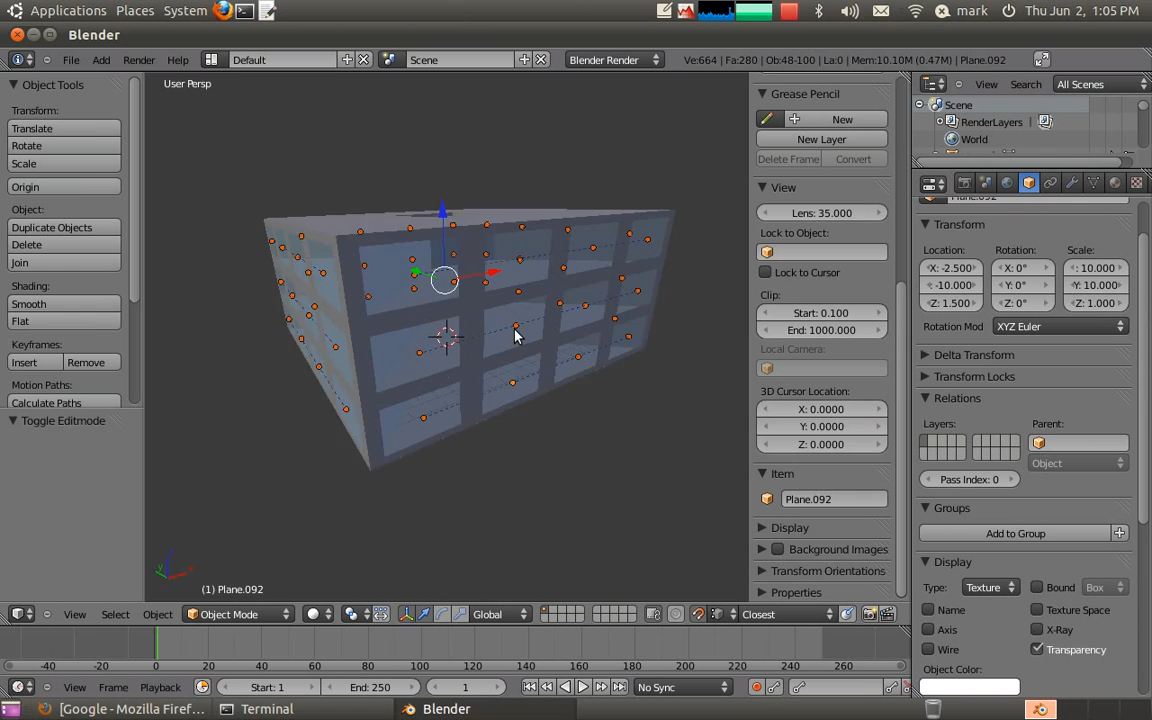 Applications Places System mark Thu Jun 2, 1:05 PM
Blender
File Add Render Help Default Scene Blender Render Ve:664 | Fa:280 | Ob:48-100 | La:0 | Mem:10.10M (0.47M) | Plane.092
Object Tools
Transform:
Translate
Rotate
Scale
Origin
Object:
Duplicate Objects
Delete
Join
Shading:
Smooth
Flat
Keyframes:
Insert Remove
Motion Paths:
Calculate Paths
Toggle Editmode
User Persp
(1) Plane.092
Grease Pencil
New
New Layer
Delete Frame Convert
View
Lens: 35.000
Lock to Object:
Lock to Cursor
Clip:
Start: 0.100
End: 1000.000
Local Camera:
3D Cursor Location:
X: 0.0000
Y: 0.0000
Z: 0.0000
Item
Plane.092
Display
Background Images
Transform Orientations
Properties
View Search All Scenes
Scene
RenderLayers
World
Transform
Location: Rotation: Scale:
X: -2.500 X: 0° : 10.000
: -10.000 Y: 0° Y: 10.000
Z: 1.500 Z: 0° Z: 1.000
Rotation Mod XYZ Euler
Delta Transform
Transform Locks
Relations
Layers: Parent:
Object
Pass Index: 0
Groups
Add to Group
Display
Type: Texture Bound Box
Name Texture Space
Axis X-Ray
Wire Transparency
Object Color:
View Select Object Object Mode Global Closest
-40 -20 0 20 40 60 80 100 120 140 160 180 200 220 240 260
View Frame Playback Start: 1 End: 250 1 No Sync
[Google - Mozilla Firef... Terminal Blender